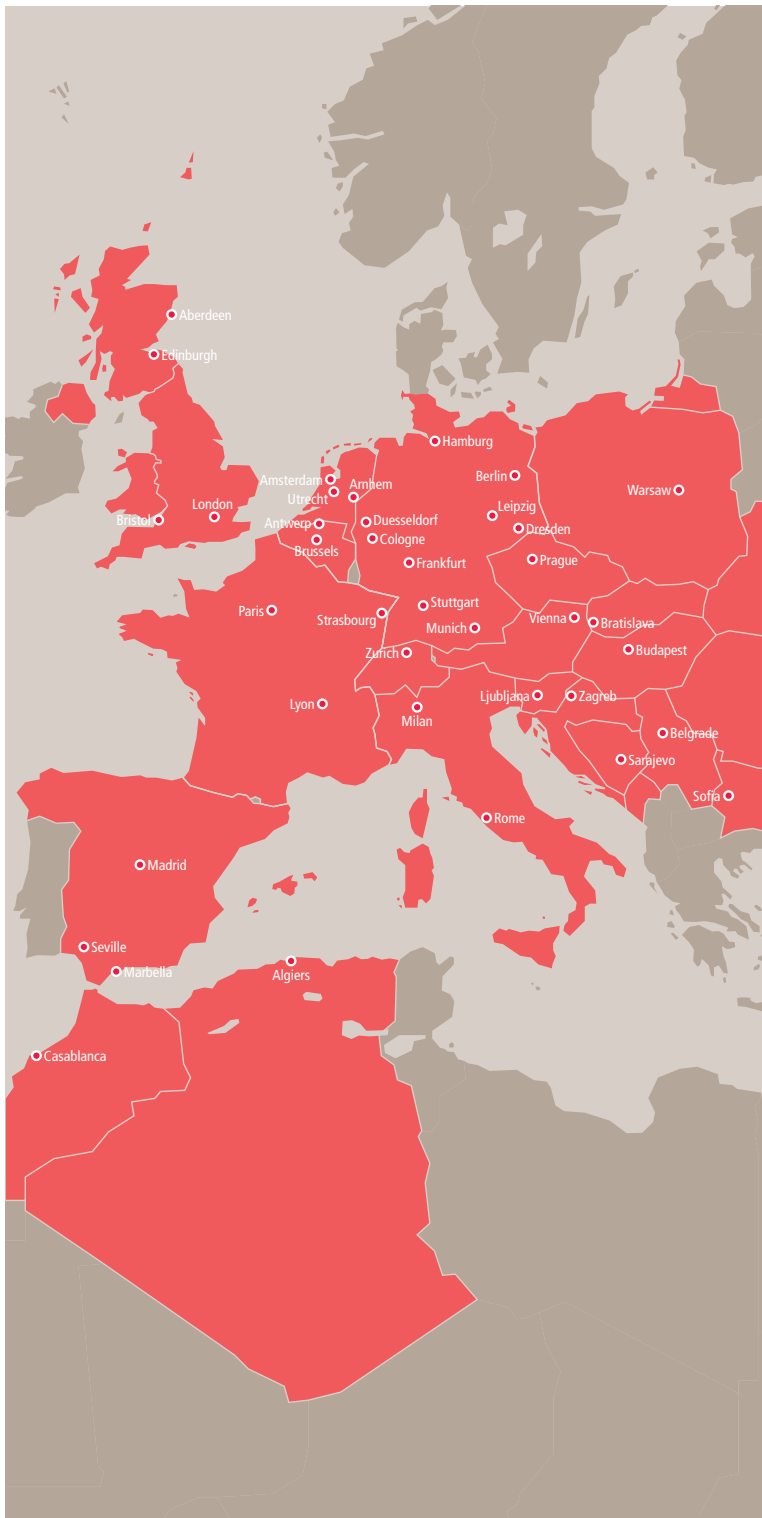 Aberdeen
Edinburgh
Hamburg
Berlin
Amsterdam
Arnhem
Utrecht
Warsaw
London
Leipzig
Bristol
Antwerp
Duesseldorf
Dresden
Cologne
Brussels
Frankfurt
Prague
Stuttgart
Paris
Strasbourg
Vienna
Bratislava
Munich
Zurich
Budapest
Ljubljana
Zagreb
Lyon
Milan
Belgrade
Sarajevo
Sofia
Rome
Madrid
Seville
Marbella
Algiers
Casablanca